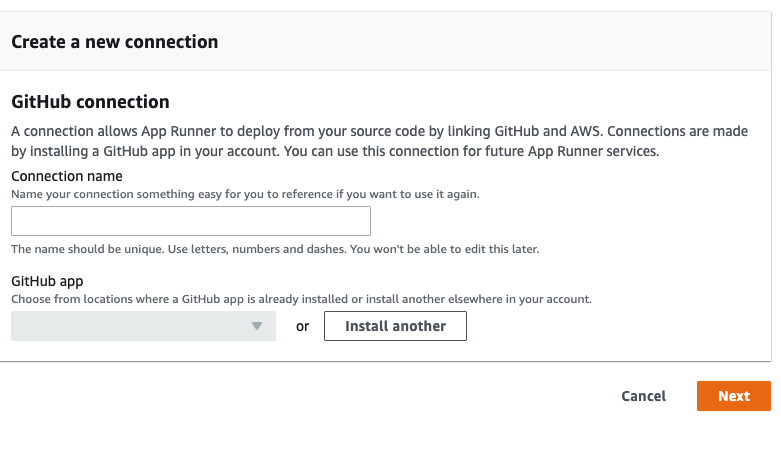 Create a new connection
GitHub connection
A connection allows App Runner to deploy from your source code by linking GitHub and AWS. Connections are made
by installing a GitHub app in your account. You can use this connection for future App Runner services.
Connection name
Name your connection something easy for you to reference if you want to use it again.
The name should be unique. Use letters, numbers and dashes. You won't be able to edit this later.
GitHub app
Choose from locations where a GitHub app is already installed or install another elsewhere in your account.
or Install another
Cancel Next